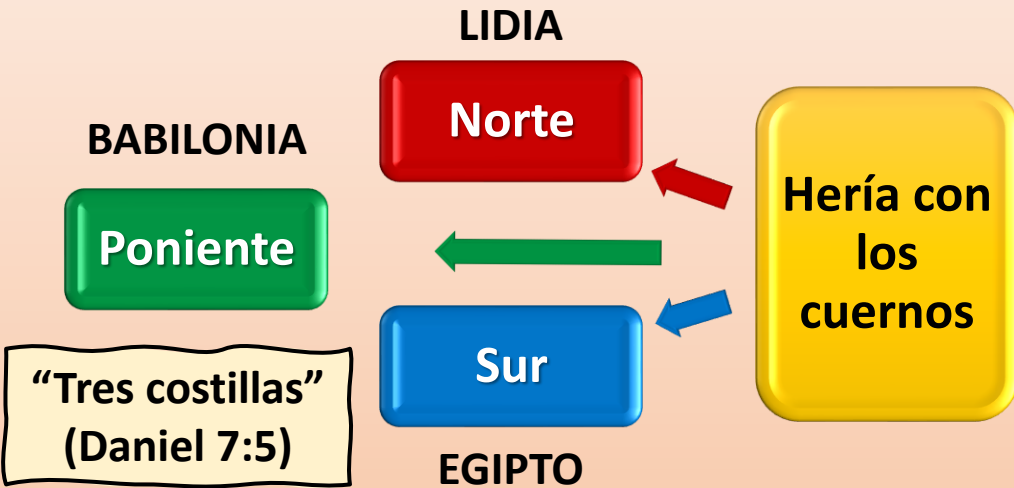 LIDIA
Norte
BABILONIA
Poniente
Hería con
los
cuernos
Sur
“Tres costillas”
(Daniel 7:5)
EGIPTO